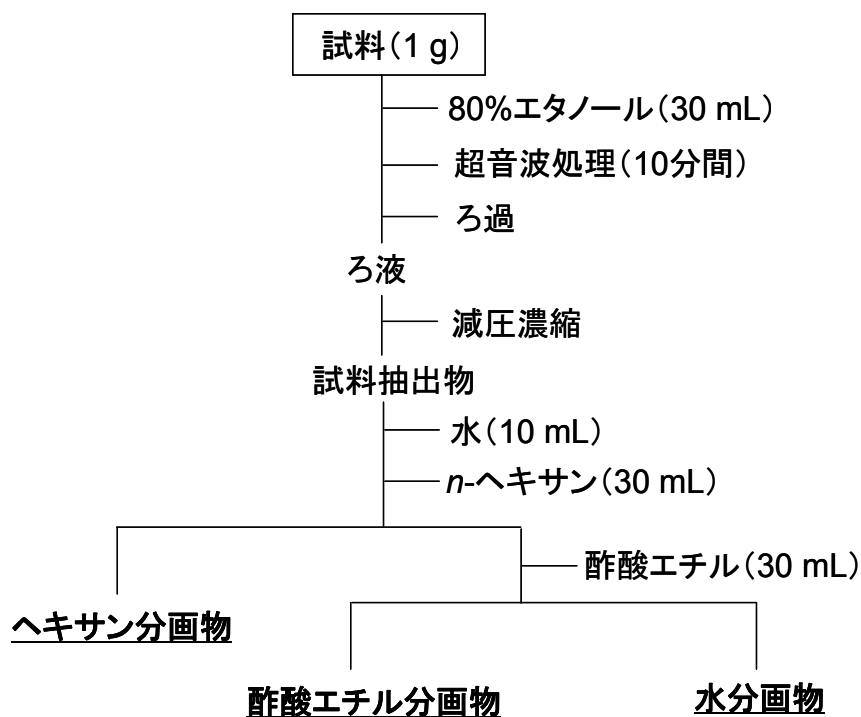 試料(1 g)
80%エタノール(30 mL)
超音波処理(10分間)
ろ過
ろ液
減圧濃縮
試料抽出物
水(10 mL)
n-ヘキサン(30 mL)
酢酸エチル(30 mL)
ヘキサン分画物
酢酸エチル分画物
水分画物